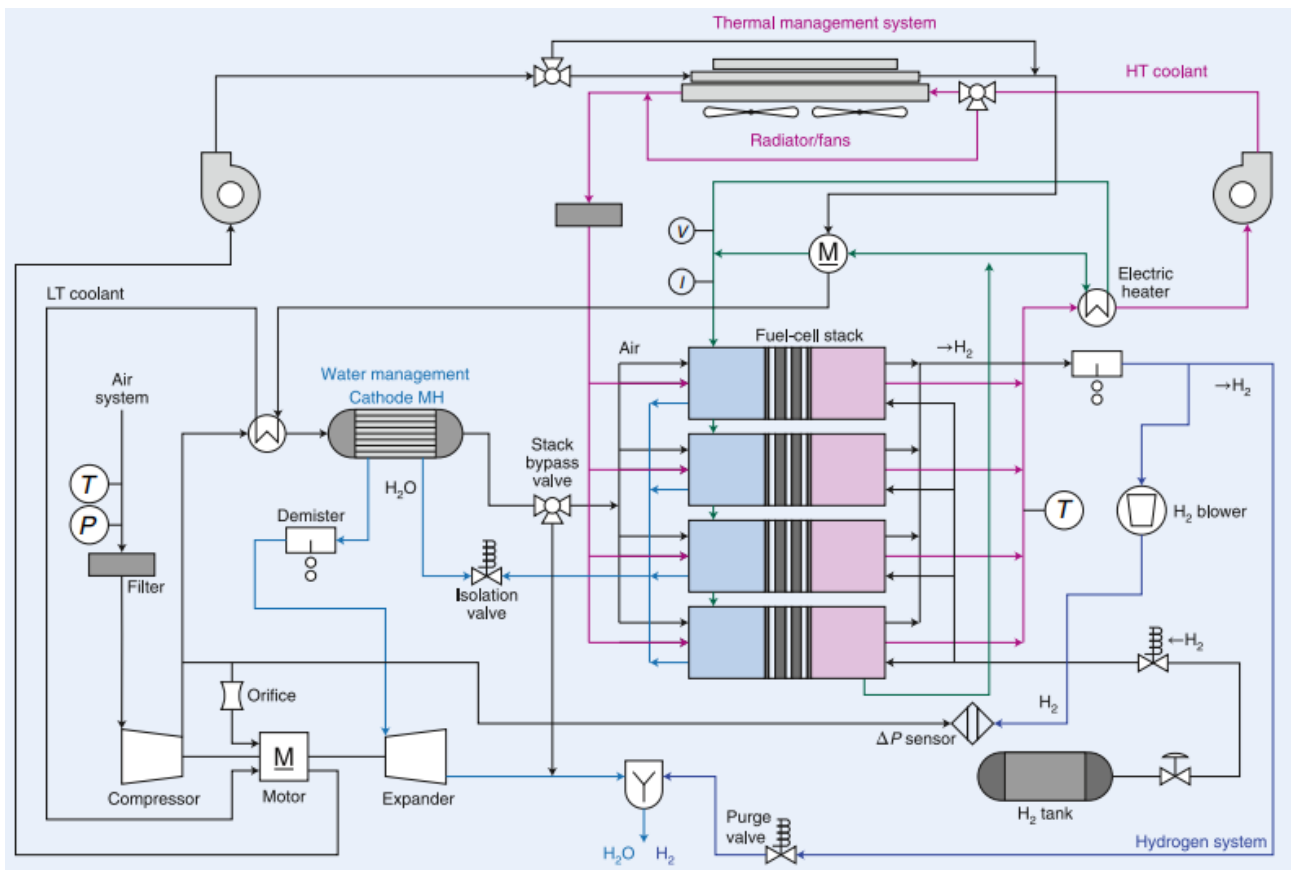 Thermal management system
HT coolant
Radiator/fans
V
M
I
Electric
heater
LT coolant
Fuel-cell stack
Air
→H₂
→H₂
Water management
Cathode MH
Air
system
Stack
bypass
valve
T
H₂O
P
Demister
T
H₂ blower
Filter
Isolation
valve
←H₂
Orifice
H₂
ΔP sensor
M
Compressor
Motor
Expander
H₂ tank
Purge
valve
H₂O H₂
Hydrogen system